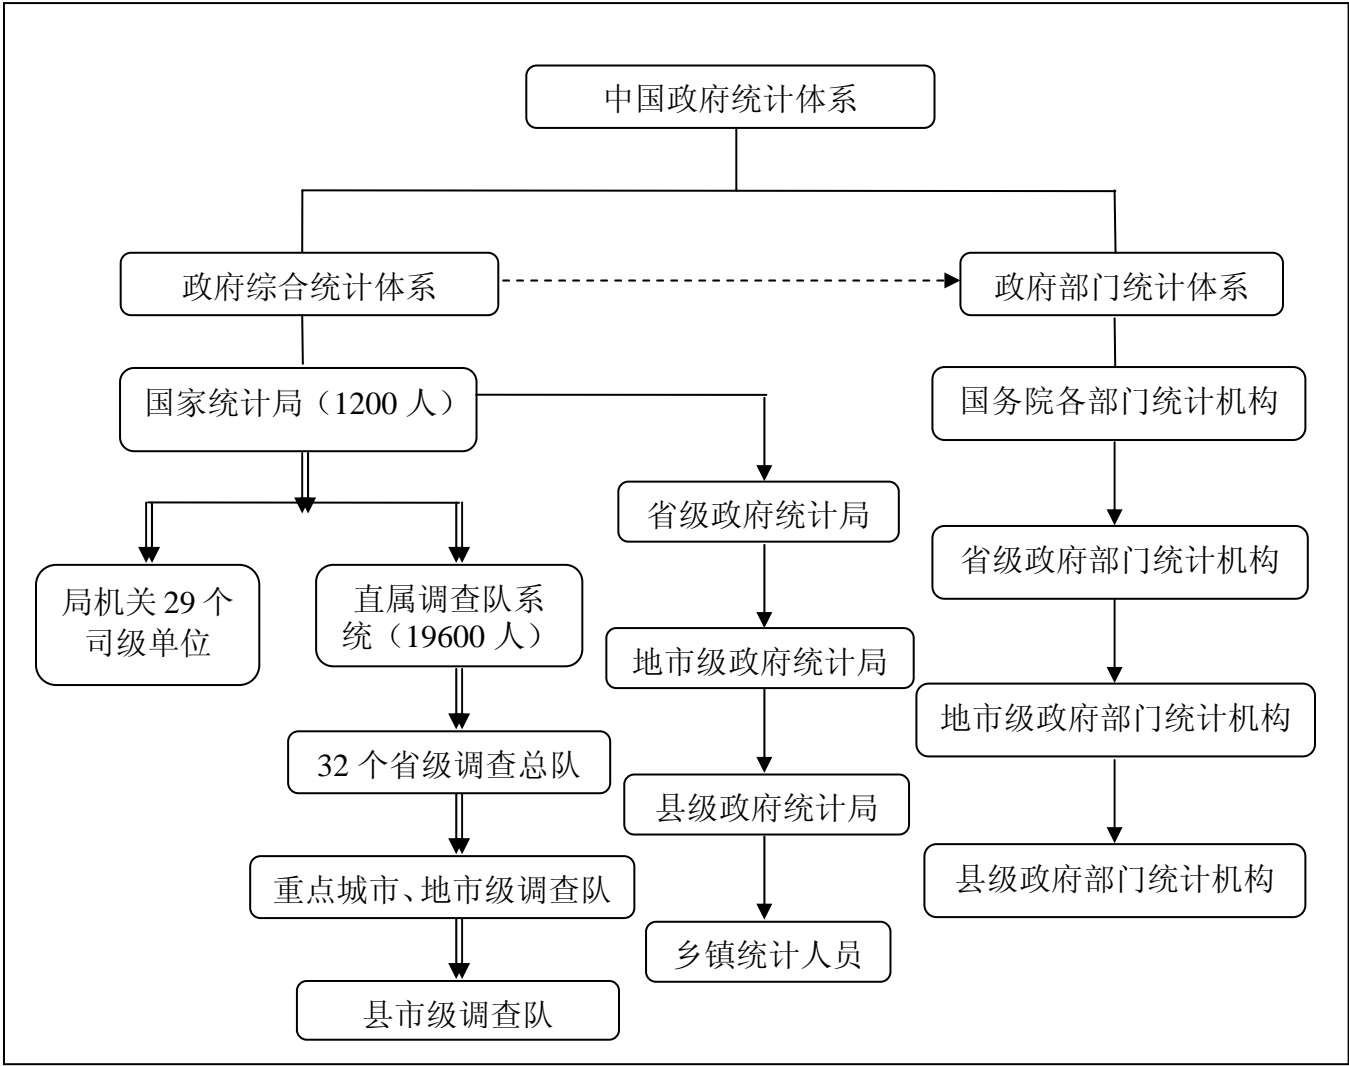 中国政府统计体系
政府综合统计体系
政府部门统计体系
国家统计局（1200 人）
国务院各部门统计机构
省级政府统计局
省级政府部门统计机构
局机关 29 个
司级单位
直属调查队系
统（19600 人）
地市级政府统计局
地市级政府部门统计机构
32 个省级调查总队
县级政府统计局
县级政府部门统计机构
重点城市、地市级调查队
乡镇统计人员
县市级调查队